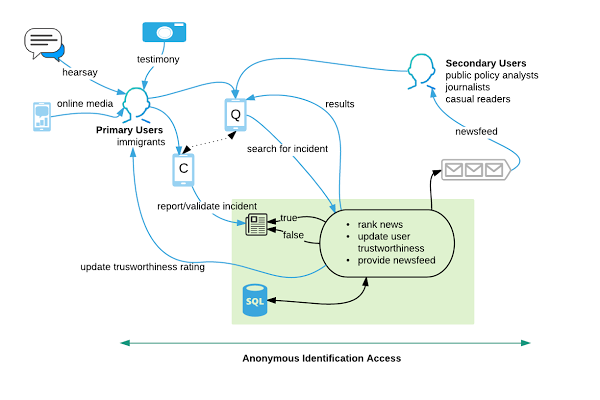 testimony
hearsay
online media
Primary Users
immigrants
Q
C
results
search for incident
report/validate incident
Secondary Users
public policy analysts
journalists
casual readers
newsfeed
true
false
• rank news
• update user
trustworthiness
• provide newsfeed
update trusworthiness rating
SQL
Anonymous Identification Access